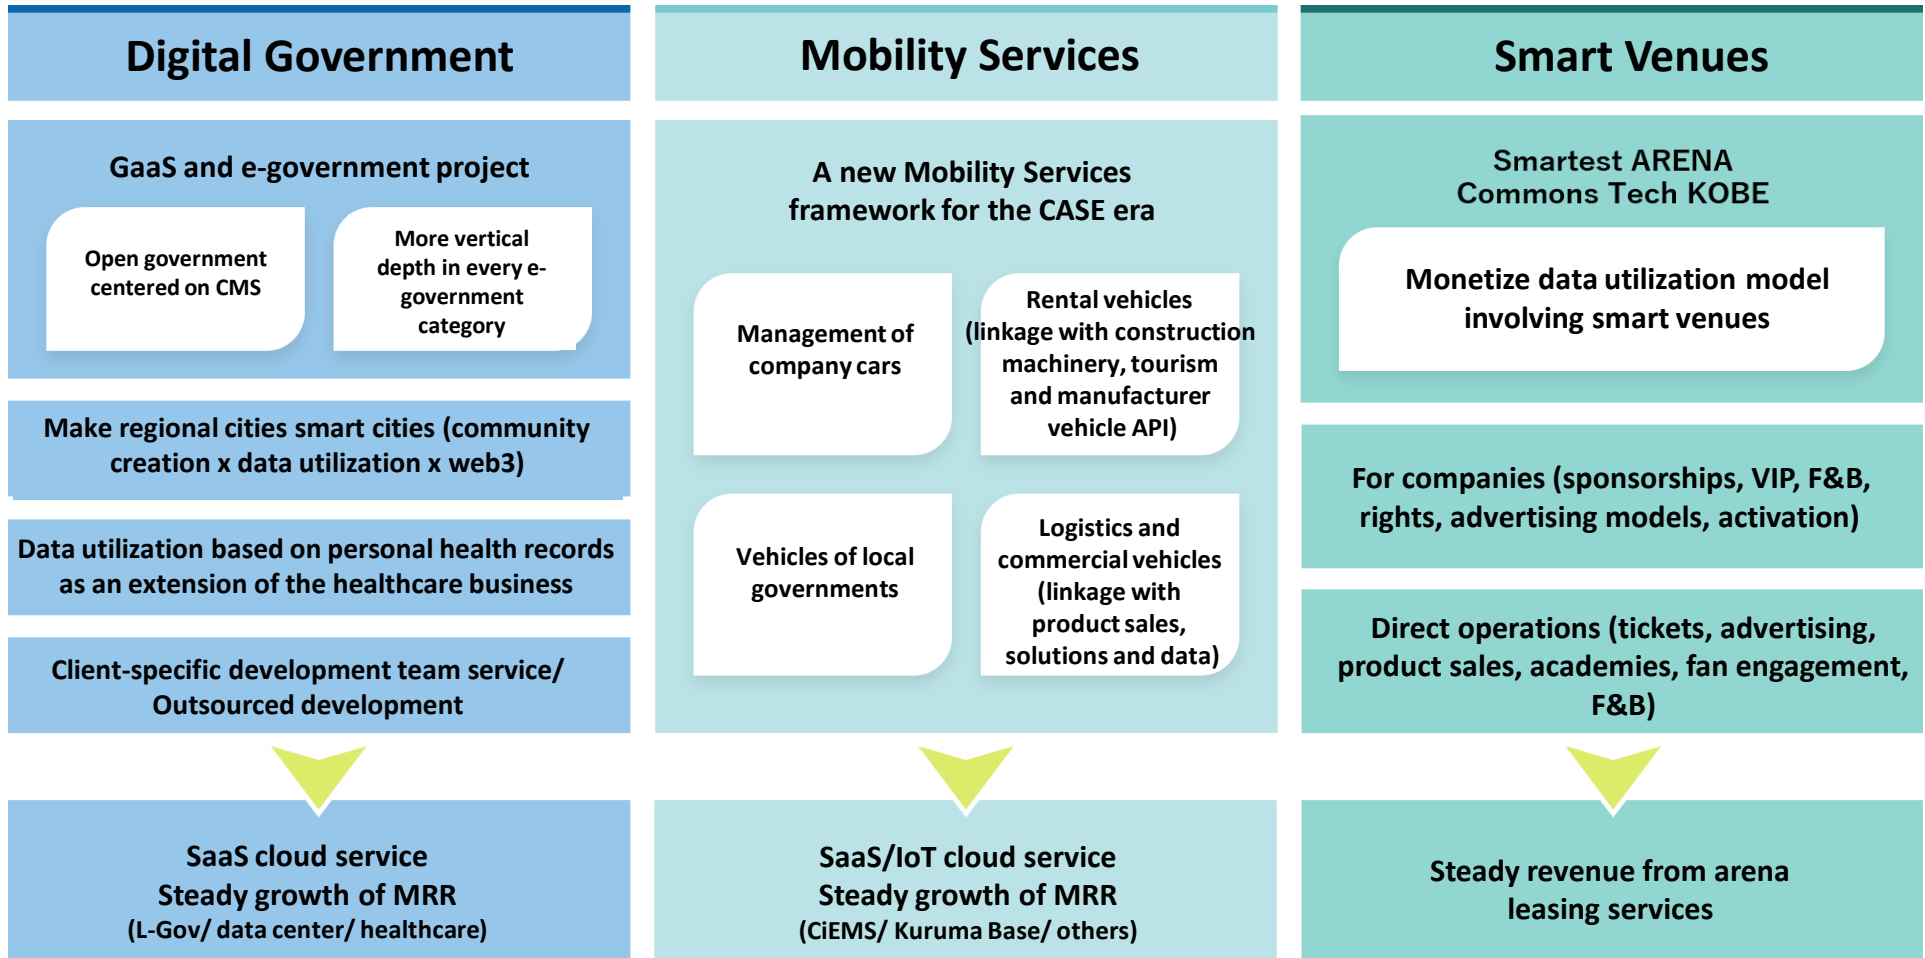 Digital Government
GaaS and e-government project
Open government
centered on CMS
More vertical
depth in every e-
government
category
Make regional cities smart cities (community
creation x data utilization x web3)
Data utilization based on personal health records
as an extension of the healthcare business
Client-specific development team service/
Outsourced development
SaaS cloud service
Steady growth of MRR
(L-Gov/ data center/ healthcare)
Mobility Services
A new Mobility Services
framework for the CASE era
Management of
company cars
Rental vehicles
(linkage with construction
machinery, tourism
and manufacturer
vehicle API)
Vehicles of local
governments
Logistics and
commercial vehicles
(linkage with
product sales,
solutions and data)
SaaS/IoT cloud service
Steady growth of MRR
(CiEMS/ Kuruma Base/ others)
Smart Venues
Smartest ARENA
Commons Tech KOBE
Monetize data utilization model
involving smart venues
For companies (sponsorships, VIP, F&B,
rights, advertising models, activation)
Direct operations (tickets, advertising,
product sales, academies, fan engagement,
F&B)
Steady revenue from arena
leasing services